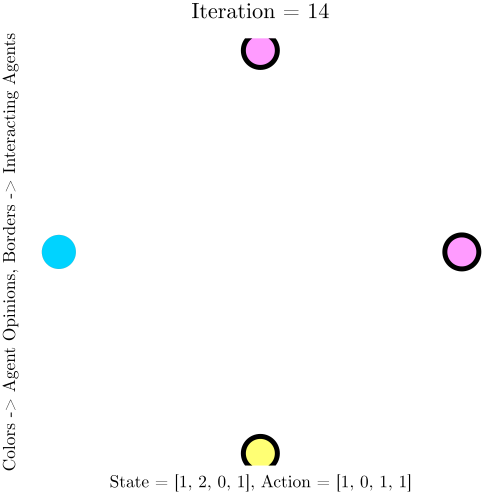 Iteration = 14
Colors -> Agent Opinions, Borders -> Interacting Agents
State = [1, 2, 0, 1], Action = [1, 0, 1, 1]